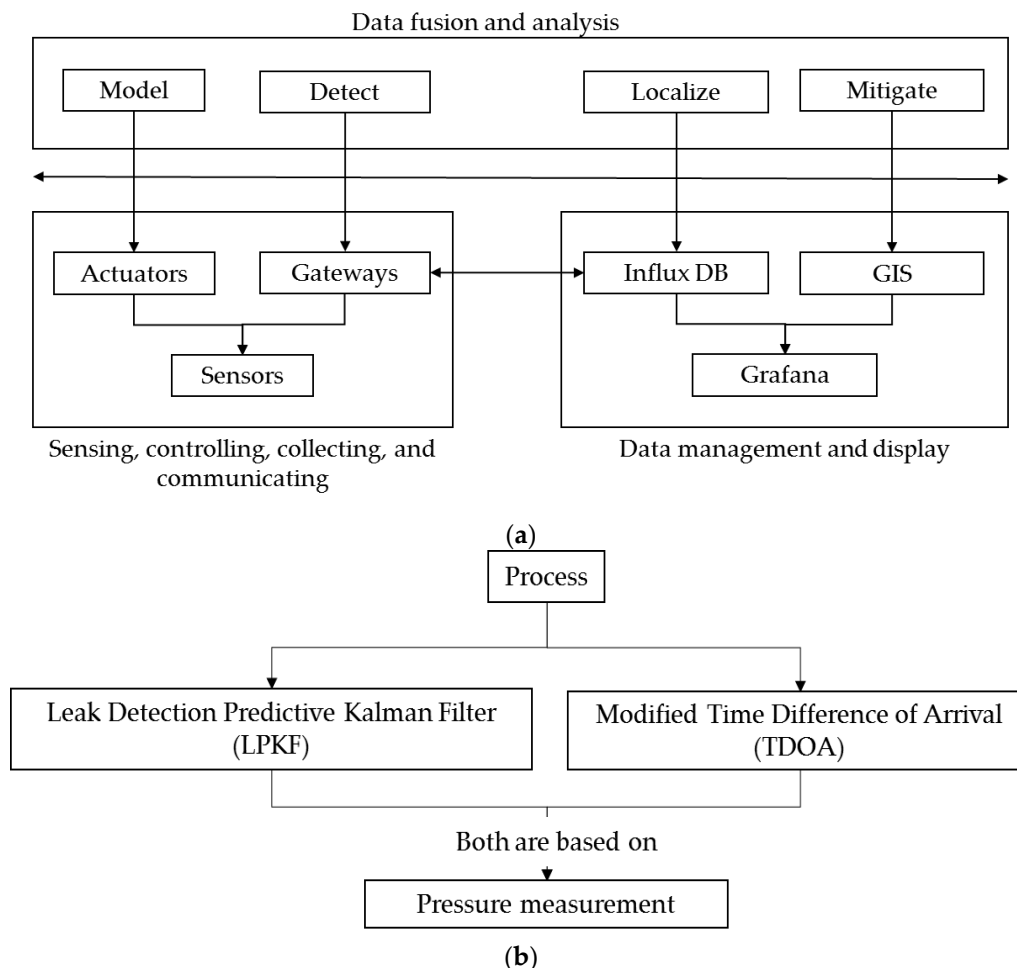 Data fusion and analysis
Model
Detect
Localize
Mitigate
Actuators
Gateways
Influx DB
GIS
Sensors
Grafana
Sensing, controlling, collecting, and
communicating
Data management and display
(a)
Process
Leak Detection Predictive Kalman Filter
(LPKF)
Modified Time Difference of Arrival
(TDOA)
Both are based on
Pressure measurement
(b)